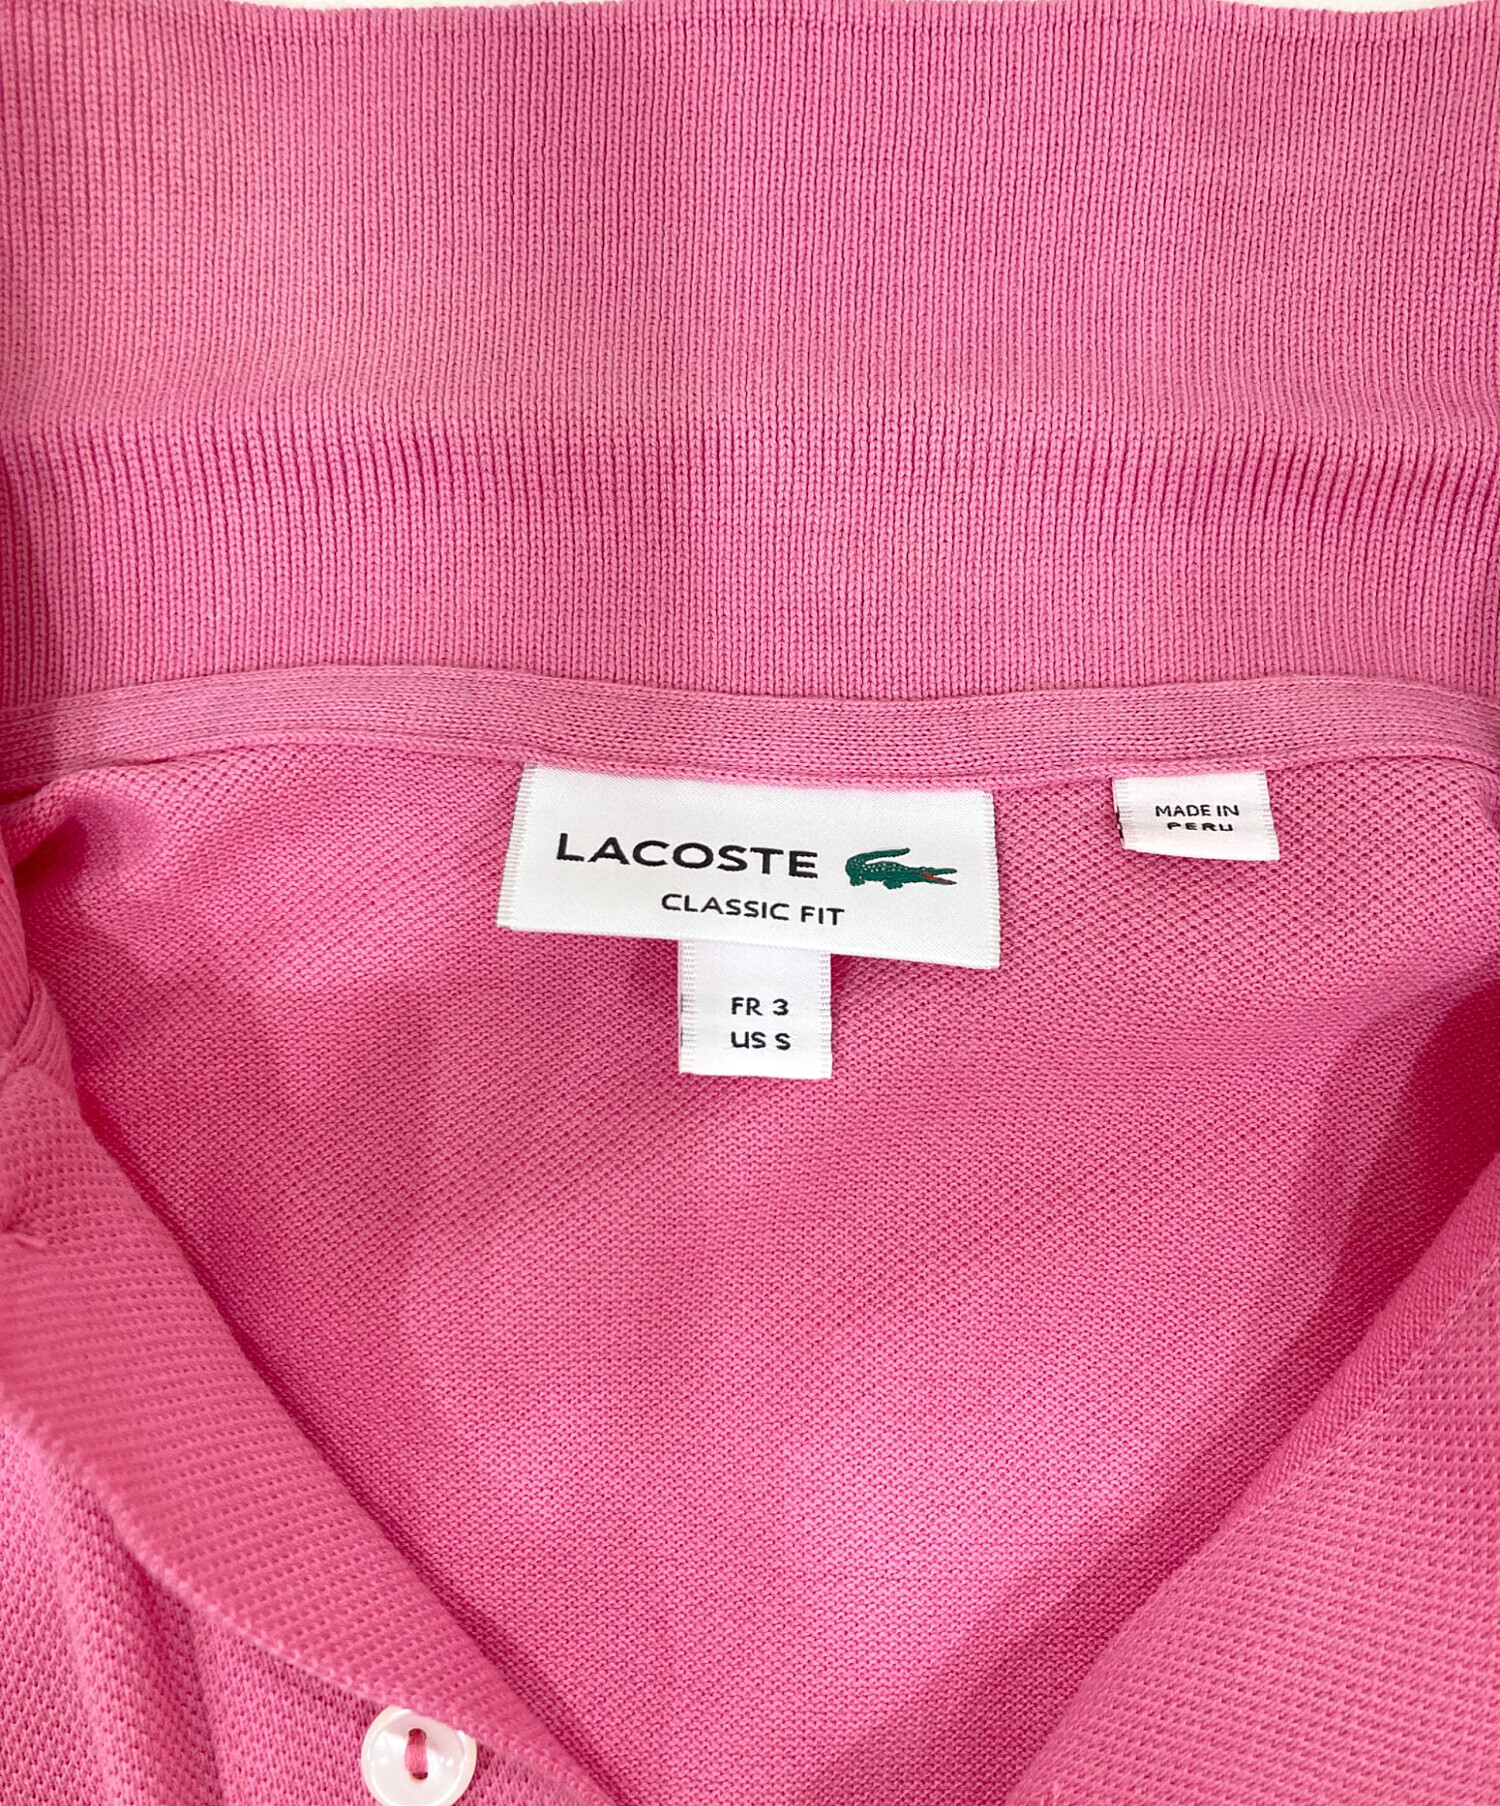 LACOSTE
CLASSIC FIT
FR 3
US S
MADE IN
PERU